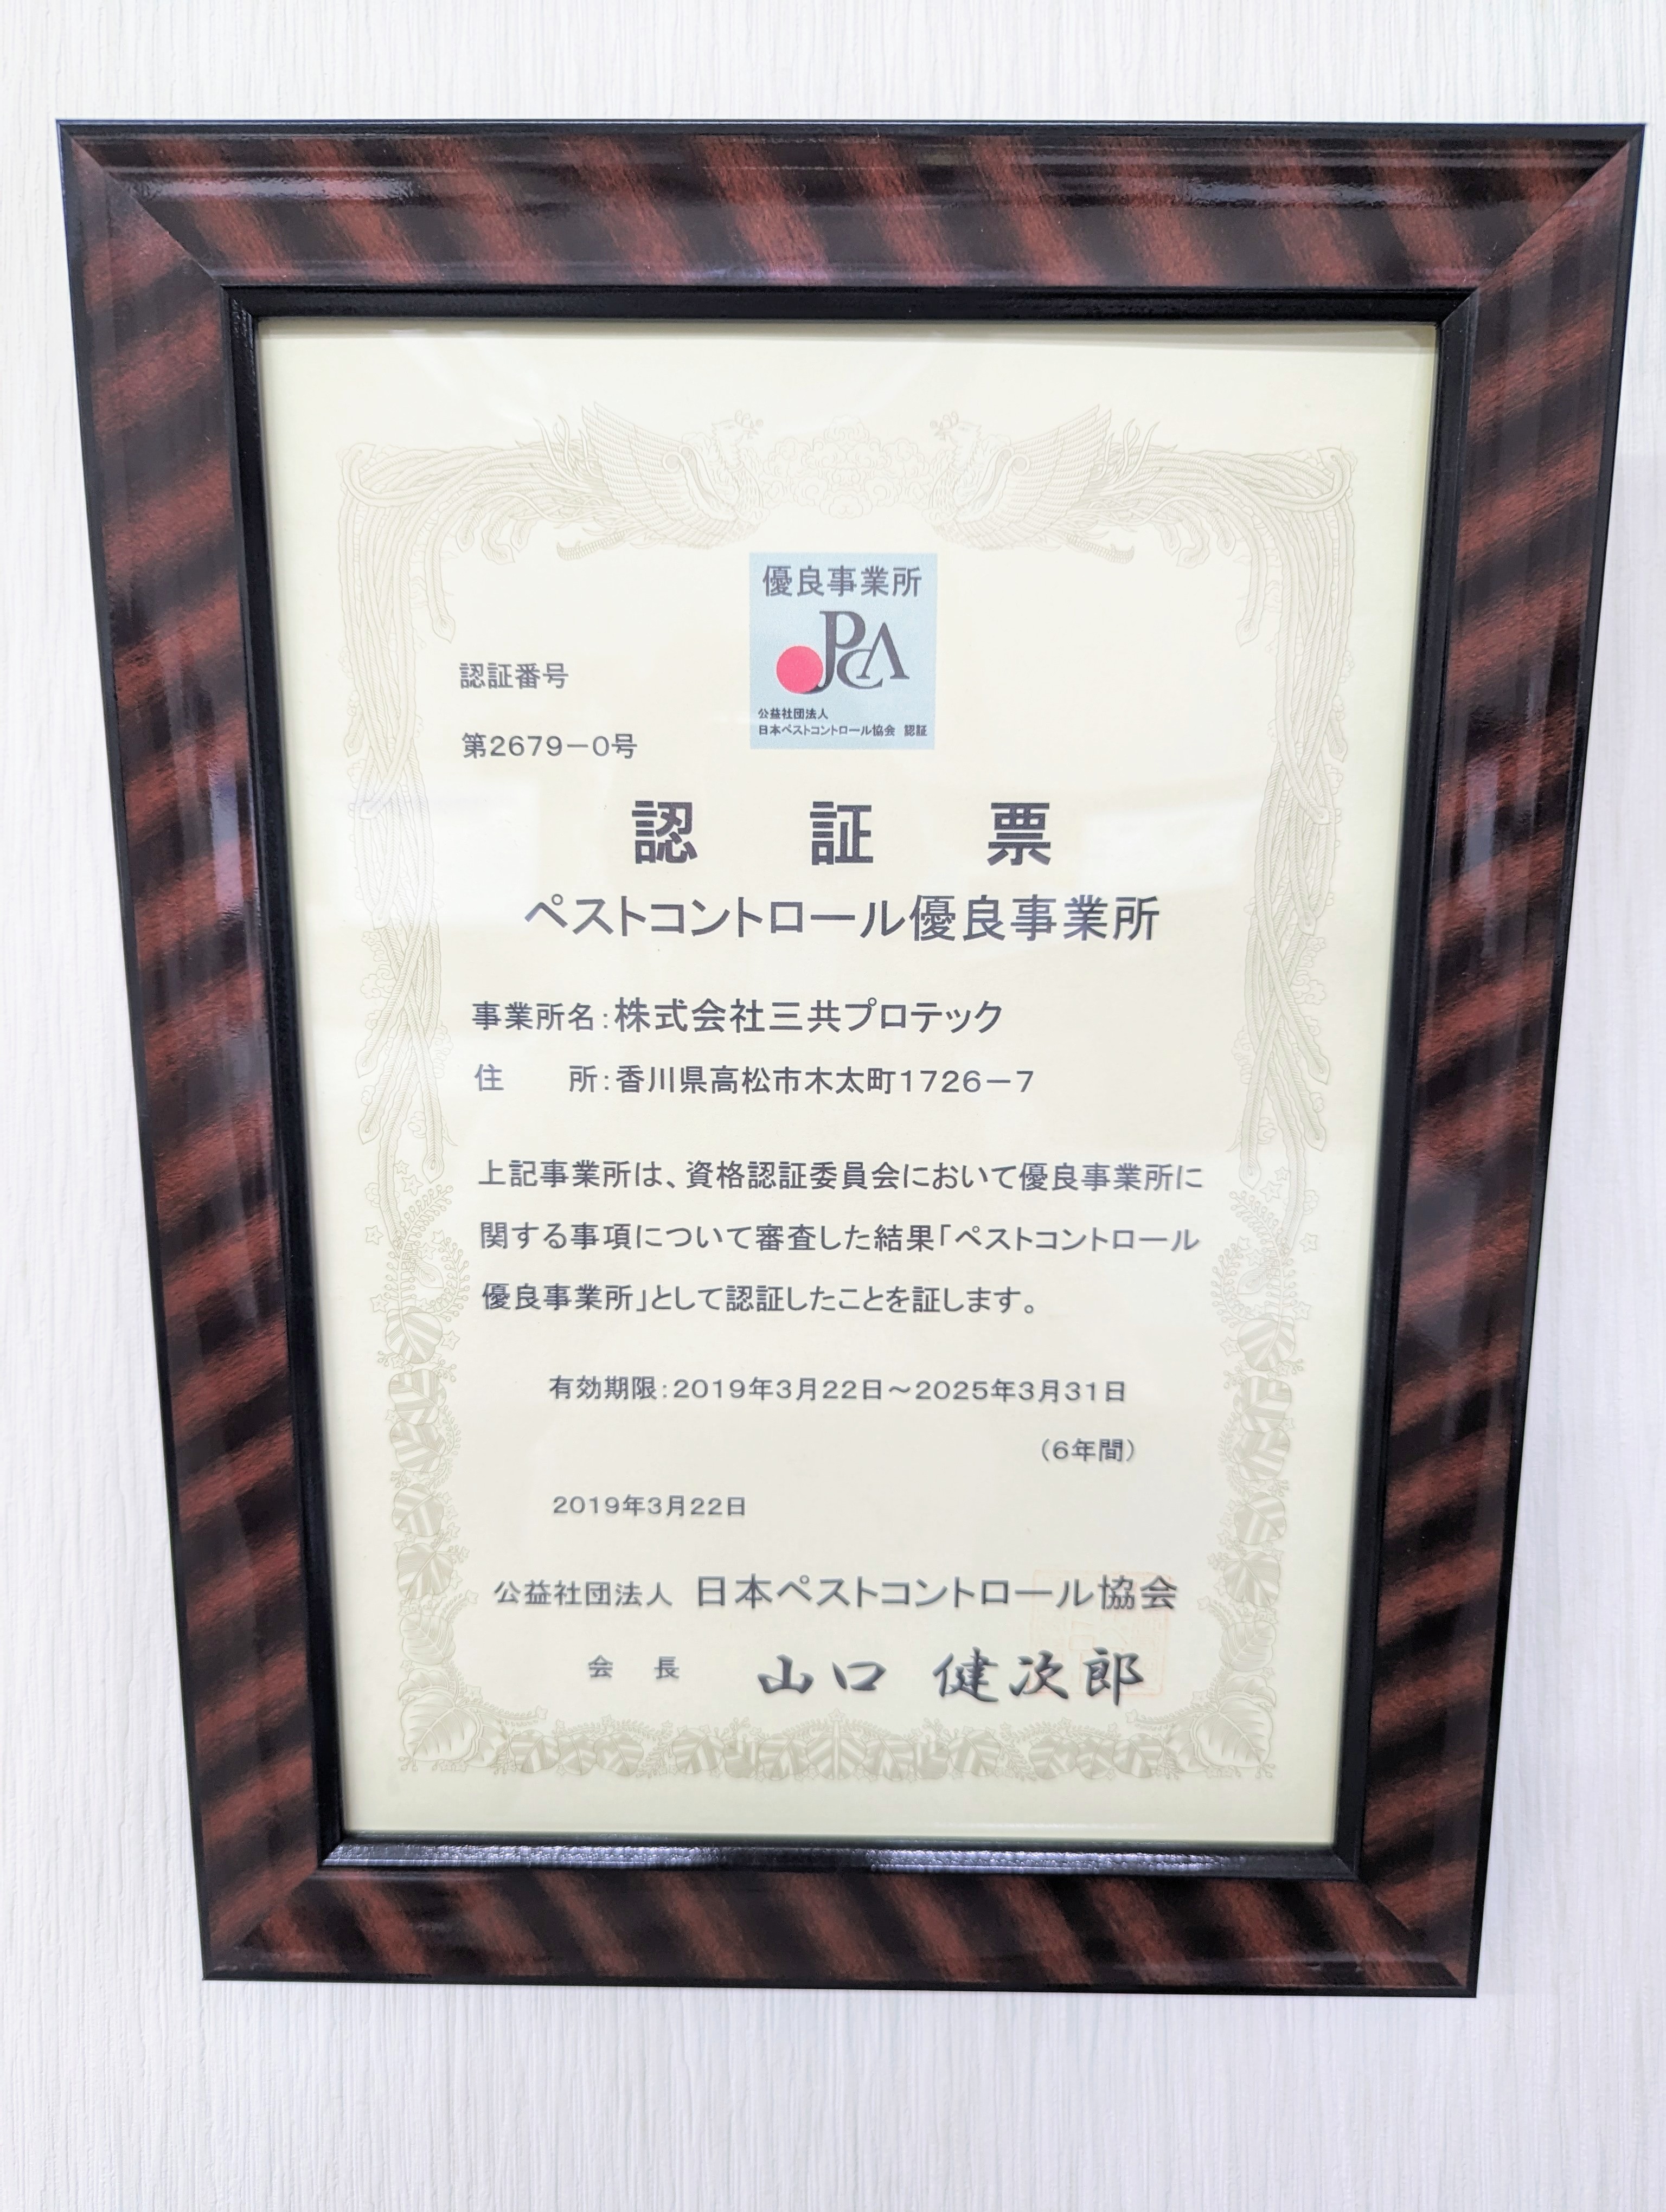 優良事業所
JPCA
公益社団法人
日本ペストコントロール協会 認証
認証番号
第2679－0号
認 証 票
ペストコントロール優良事業所
事業所名:株式会社三共プロテック
住 所:香川県高松市木太町1726－7
上記事業所は、資格認証委員会において優良事業所に
関する事項について審査した結果「ペストコントロール
優良事業所」として認証したことを証します。
有効期限:2019年3月22日～2025年3月31日
（6年間）
2019年3月22日
公益社団法人 日本ペストコントロール協会
会 長 山口 健次郎